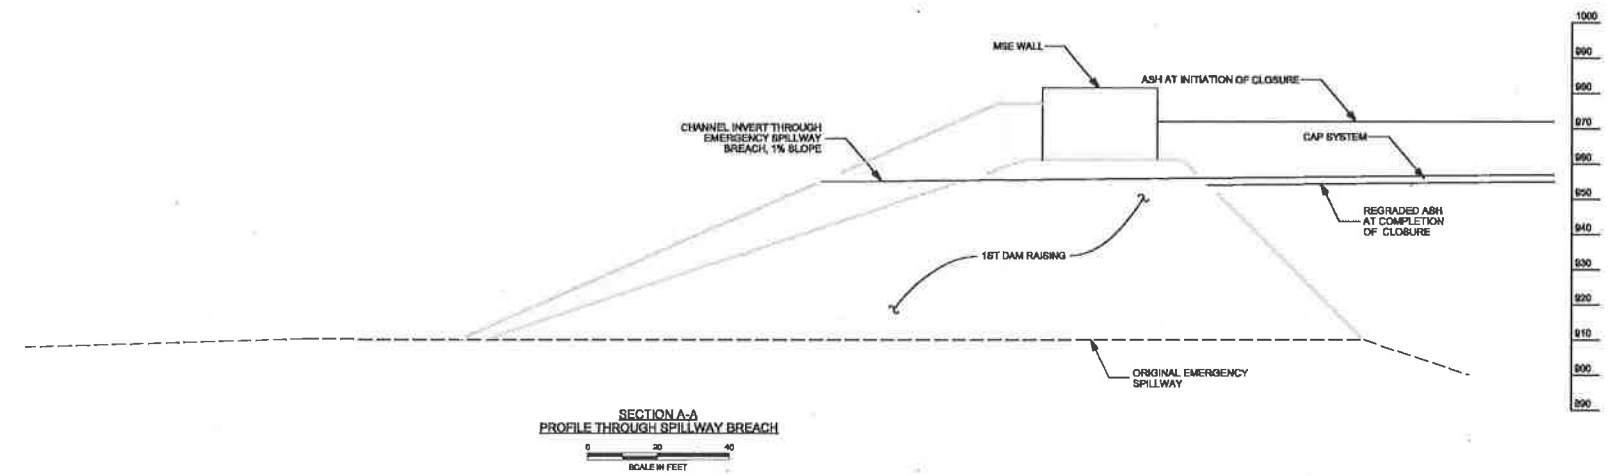 MSE WALL
ASH AT INITIATION OF CLOSURE
CHANNEL INVERT THROUGH
EMERGENCY SPILLWAY
BREACH, 1% SLOPE
CAP SYSTEM
REGRADED ASH
AT COMPLETION
OF CLOSURE
1ST DAM RAISING
ORIGINAL EMERGENCY
SPILLWAY
1000
990
980
970
960
950
940
930
920
910
900
890
SECTION A-A
PROFILE THROUGH SPILLWAY BREACH
0 20 40
SCALE IN FEET